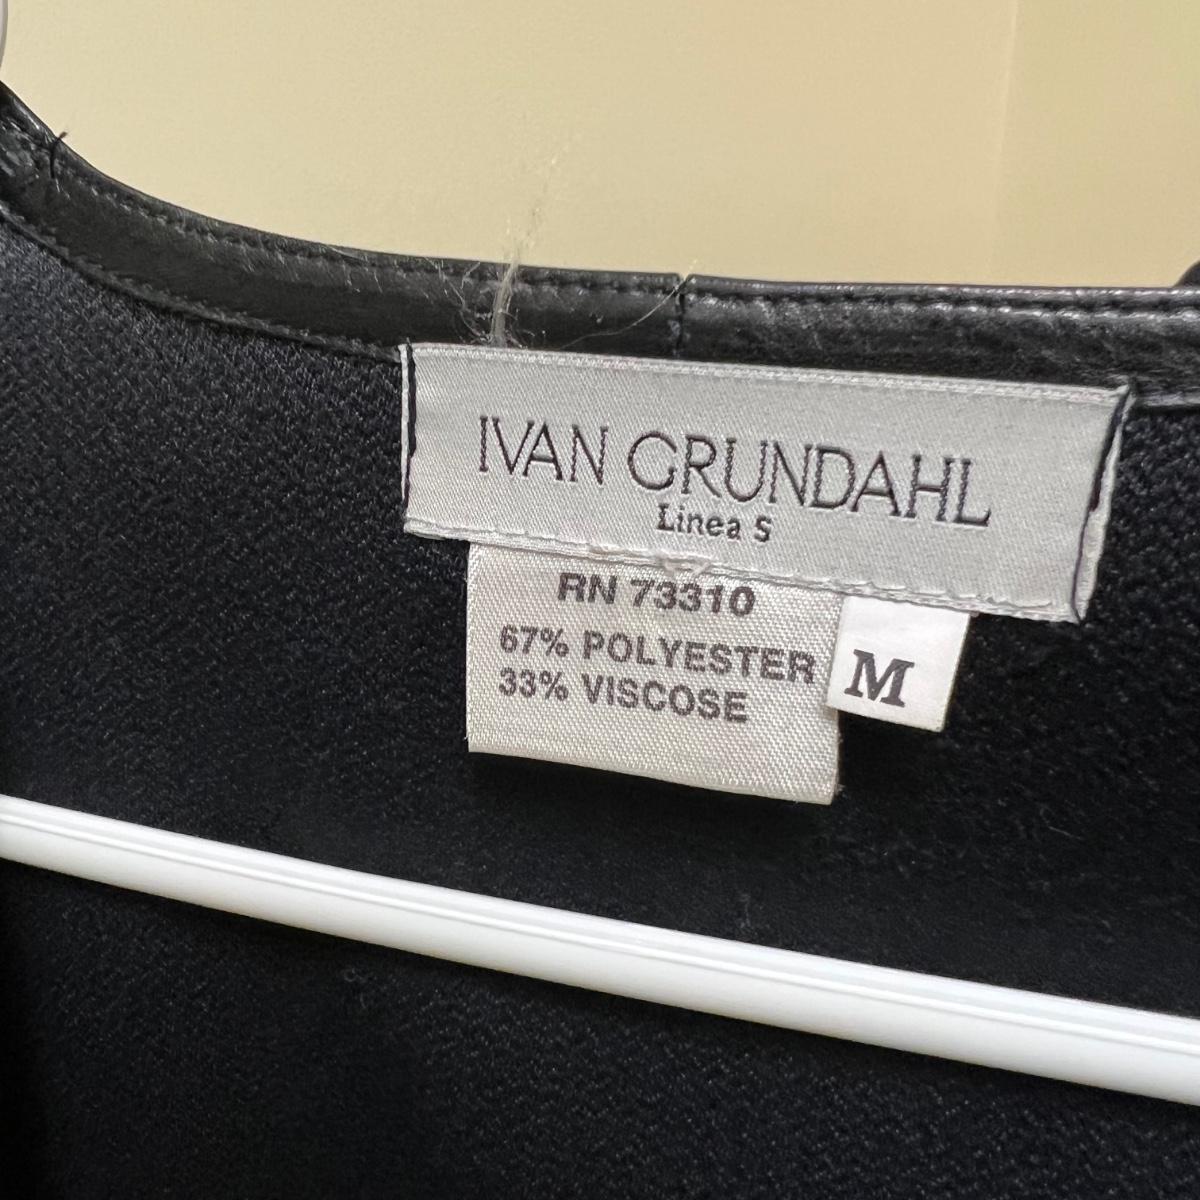 IVAN GRUNDAHL
Linea S
RN 73310
67% POLYESTER
33% VISCOSE
M